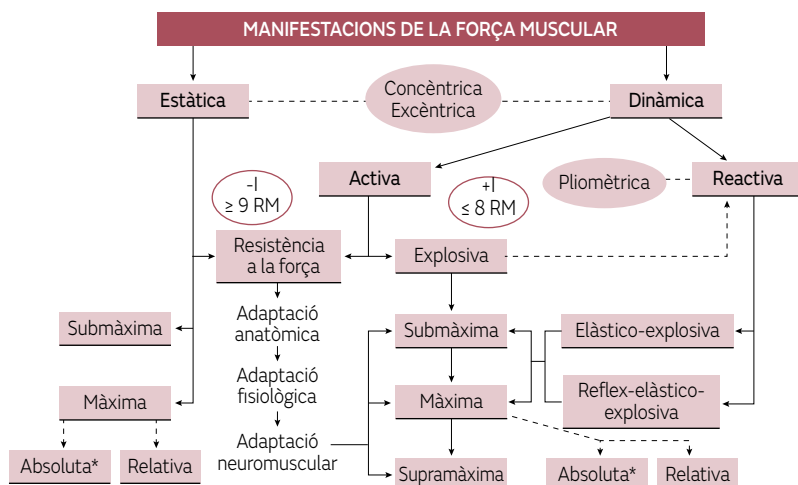 MANIFESTACIONS DE LA FORÇA MUSCULAR
Estàtica
Concèntrica
Excèntrica
Dinàmica
-I
≥ 9 RM
Activa
+I
≤ 8 RM
Pliomètrica
Reactiva
Resistència
a la força
Explosiva
Adaptació
anatòmica
Submàxima
Submàxima
Elàstico-explosiva
Adaptació
fisiològica
Màxima
Màxima
Reflex-elàstico-
explosiva
Adaptació
neuromuscular
Absoluta*
Relativa
Supramàxima
Absoluta*
Relativa